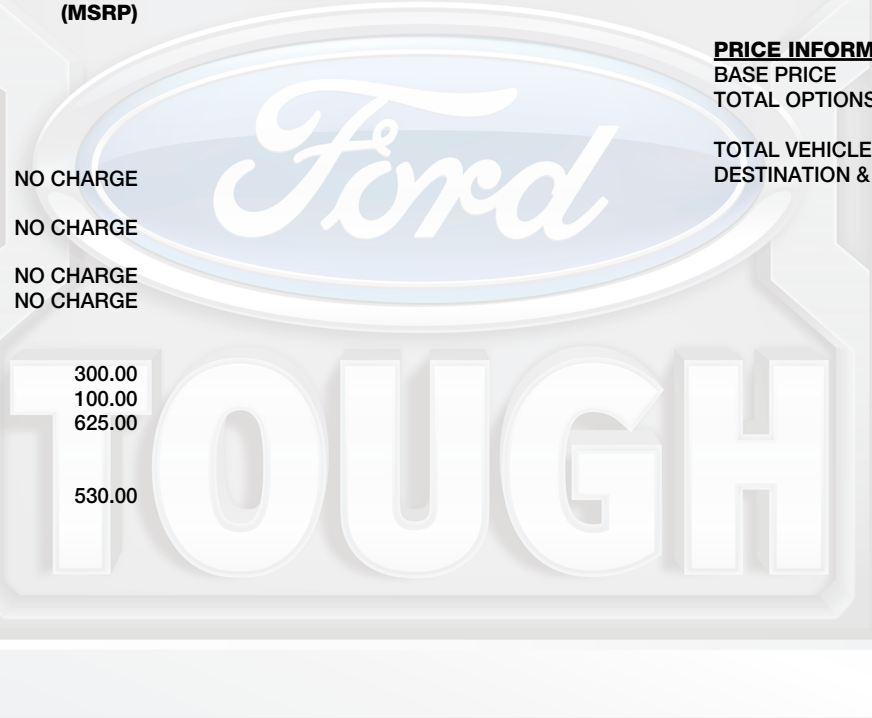 (MSRP)
NO CHARGE
NO CHARGE
NO CHARGE
NO CHARGE
300.00
100.00
625.00
530.00
PRICE INFORM
BASE PRICE
TOTAL OPTIONS
TOTAL VEHICLE
DESTINATION &
Ford
TOUGH